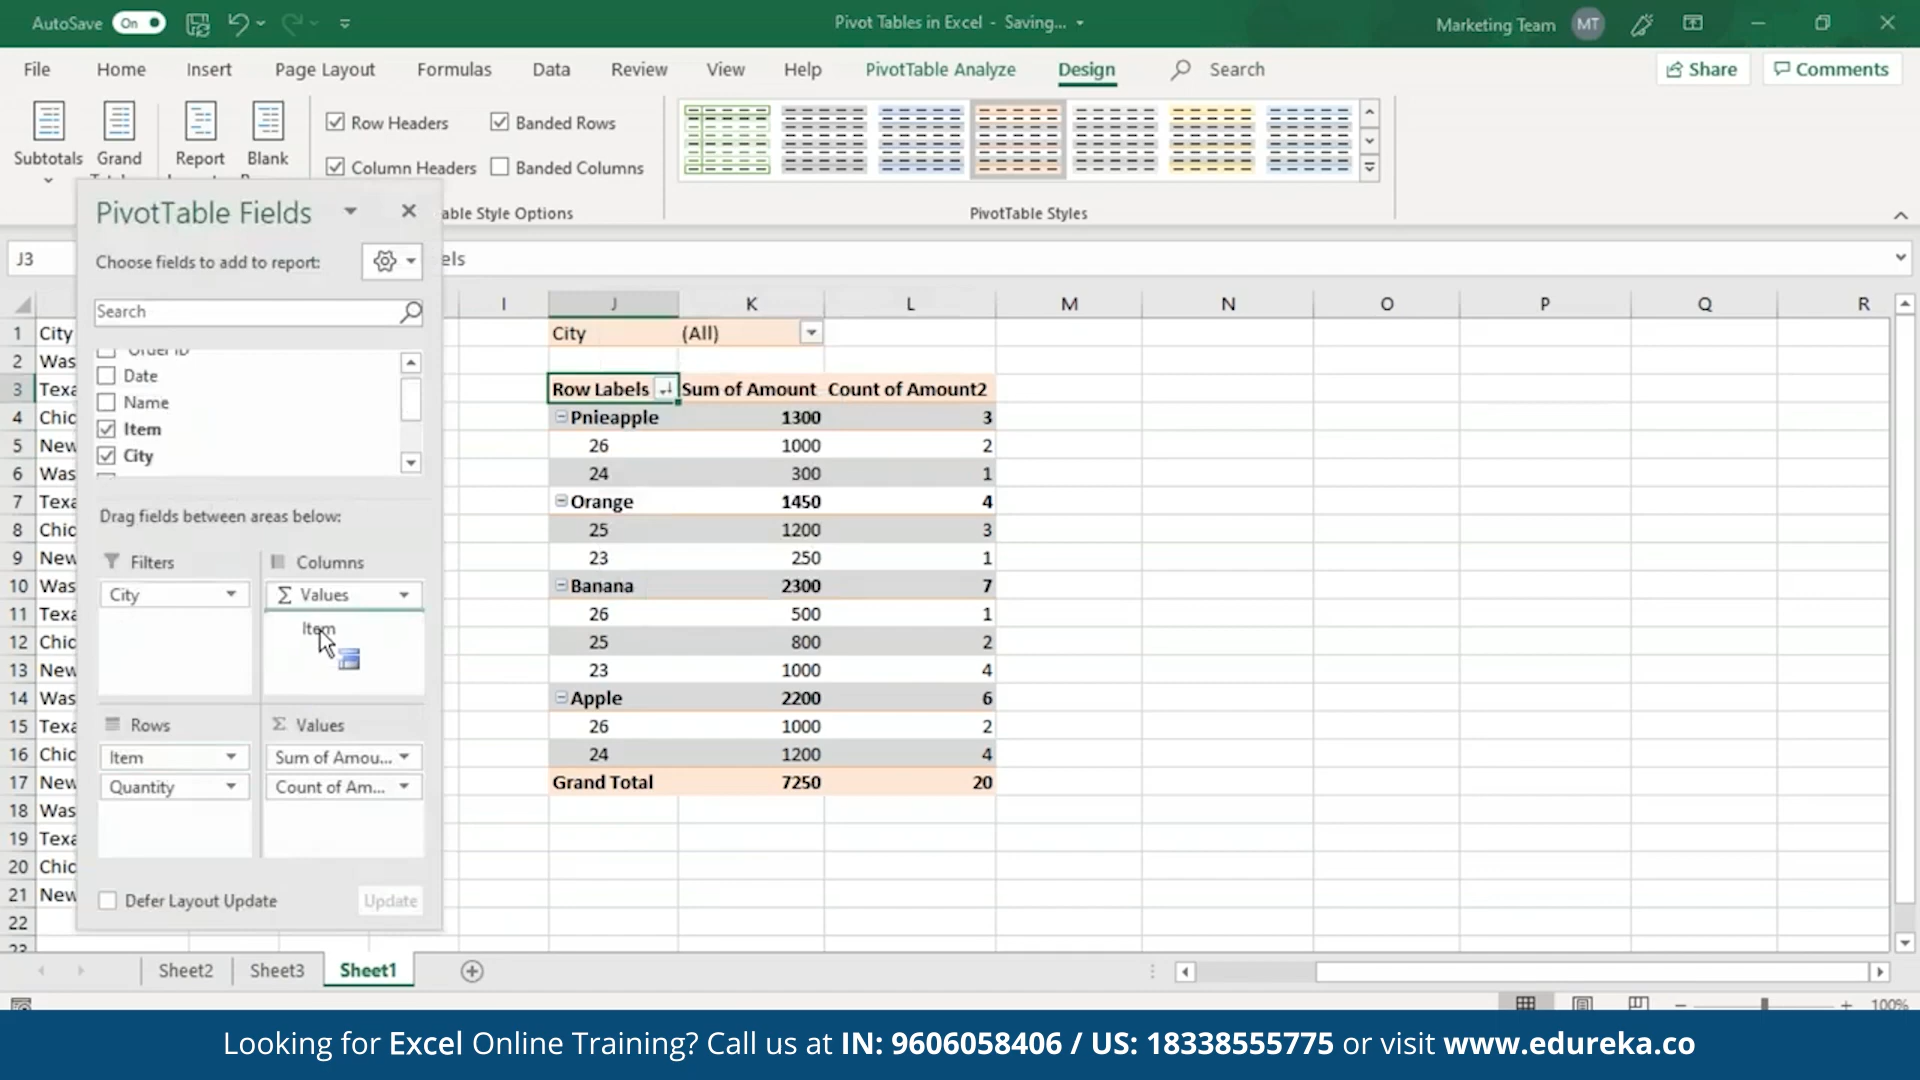 AutoSave On
Pivot Tables in Excel - Saving...
Marketing Team MT
File Home Insert Page Layout Formulas Data Review View Help PivotTable Analyze Design Search Share Comments
Subtotals Grand Report Blank
Row Headers Banded Rows
Column Headers Banded Columns
able Style Options
PivotTable Styles
PivotTable Fields
Choose fields to add to report:
Search
Order ID
Date
Name
Item
City
Drag fields between areas below:
Filters Columns
City Σ Values
Item
Rows Σ Values
Item Sum of Amou...
Quantity Count of Am...
Defer Layout Update Update
J3 els
I J K L M N O P Q R
1 City City (All)
2 Was
3 Texa Row Labels Sum of Amount Count of Amount2
4 Chic Pnieapple 1300 3
5 New 26 1000 2
6 Was 24 300 1
7 Texa Orange 1450 4
8 Chic 25 1200 3
9 New 23 250 1
10 Was Banana 2300 7
11 Texa 26 500 1
12 Chic 25 800 2
13 New 23 1000 4
14 Was Apple 2200 6
15 Texa 26 1000 2
16 Chic 24 1200 4
17 New Grand Total 7250 20
18 Was
19 Texa
20 Chic
21 New
22
23
Sheet2 Sheet3 Sheet1
100%
Looking for Excel Online Training? Call us at IN: 9606058406 / US: 18338555775 or visit www.edureka.co